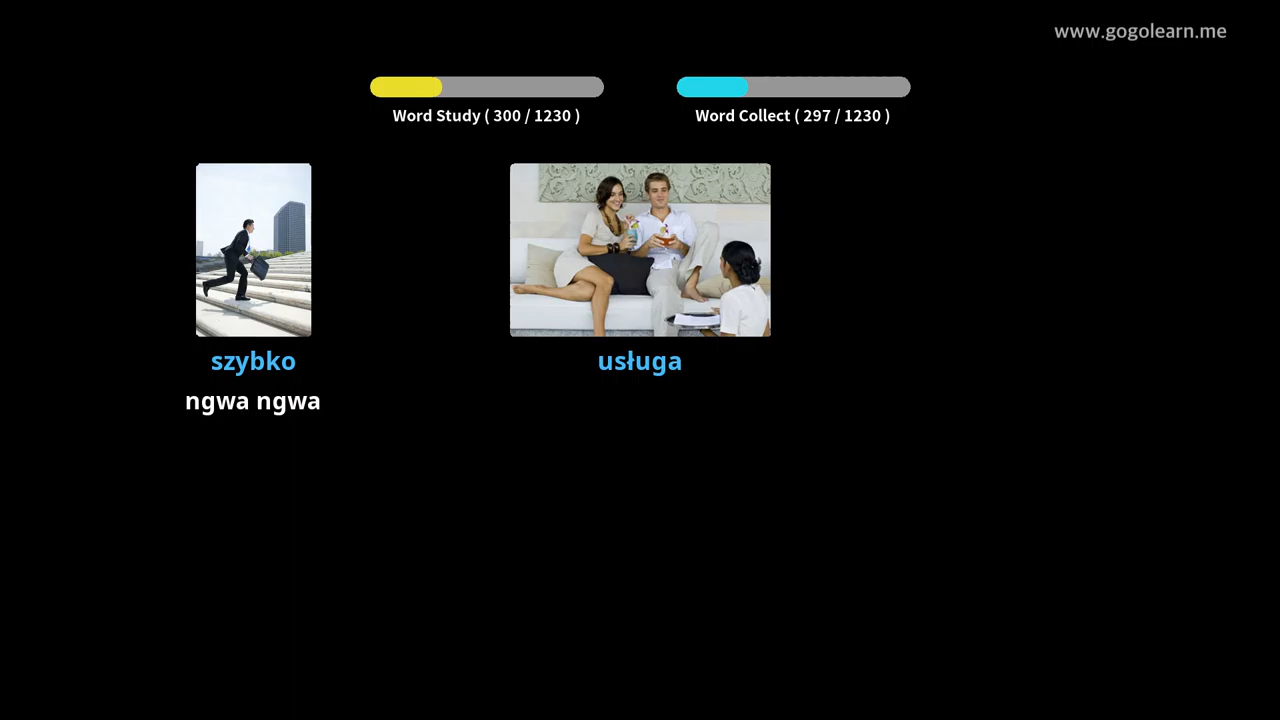 www.gogolearn.me
Word Study ( 300 / 1230 )
Word Collect ( 297 / 1230 )
szybko
usługa
ngwa ngwa